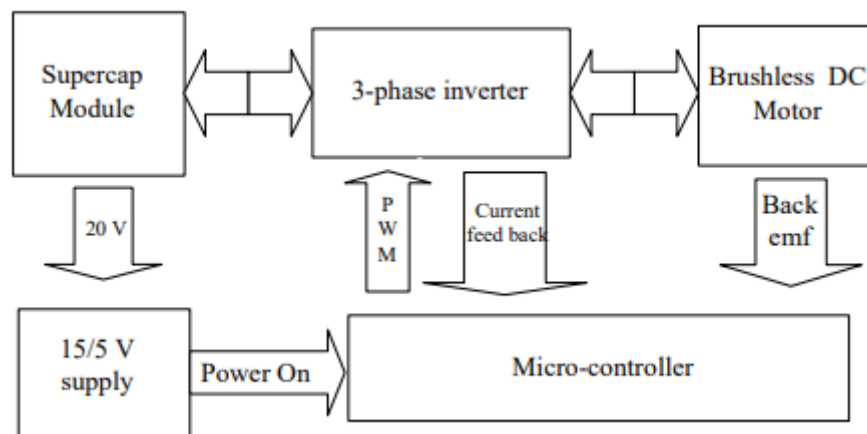 Supercap
Module
3-phase inverter
Brushless DC
Motor
20 V
P
W
M
Current
feed back
Back
emf
15/5 V
supply
Power On
Micro-controller